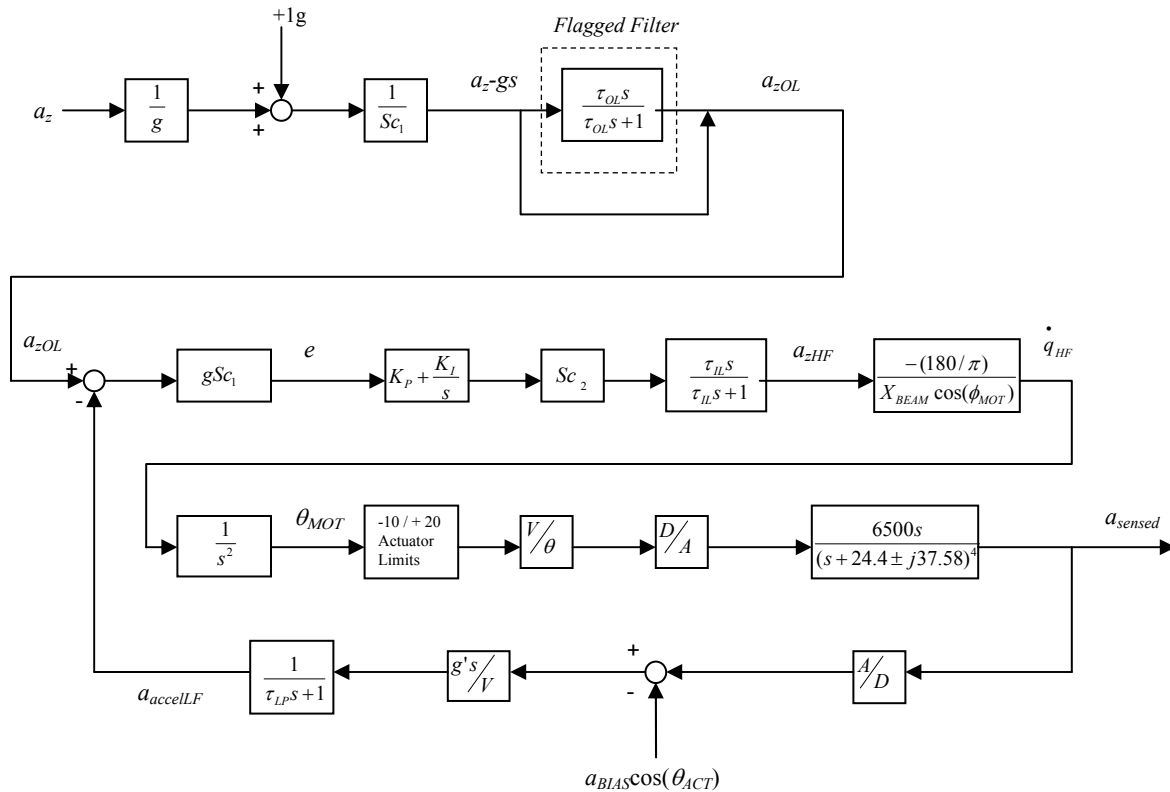 +1g
Flagged Filter
a_z
1/g
+
+
1/Sc_1
a_z-gs
τ_OL s/(τ_OL s+1)
a_zOL
a_zOL
+
-
gSc_1
e
K_P + K_I/s
Sc_2
τ_IL s/(τ_IL s+1)
a_zHF
-(180/π)/(X_BEAM cos(ϕ_MOT))
q̇_HF
1/s^2
θ_MOT
-10 / + 20
Actuator
Limits
V/θ
D/A
6500s/(s+24.4±j37.58)^4
a_sensed
a_accelLF
1/(τ_LP s+1)
g's/V
+
-
A/D
a_BIAS cos(θ_ACT)